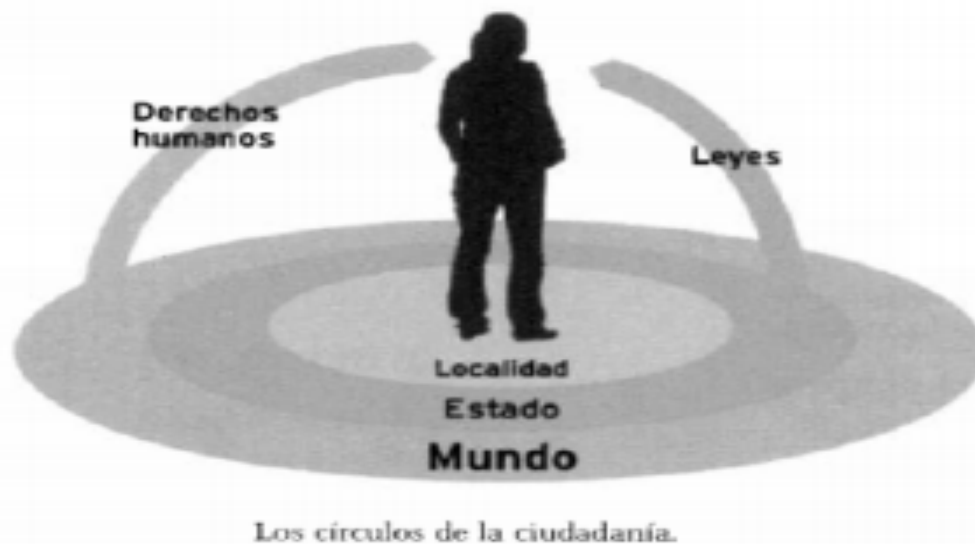 Derechos
humanos
Leyes
Localidad
Estado
Mundo
Los círculos de la ciudadanía.